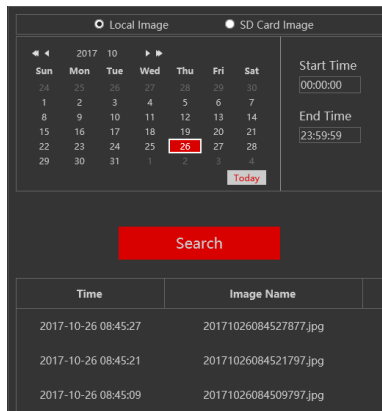 Local Image SD Card Image
2017 10
Sun Mon Tue Wed Thu Fri Sat
24 25 26 27 28 29 30
1 2 3 4 5 6 7
8 9 10 11 12 13 14
15 16 17 18 19 20 21
22 23 24 25 26 27 28
29 30 31 1 2 3 4
Today
Start Time
00:00:00
End Time
23:59:59
Search
Time Image Name
2017-10-26 08:45:27 20171026084527877.jpg
2017-10-26 08:45:21 20171026084521797.jpg
2017-10-26 08:45:09 20171026084509797.jpg